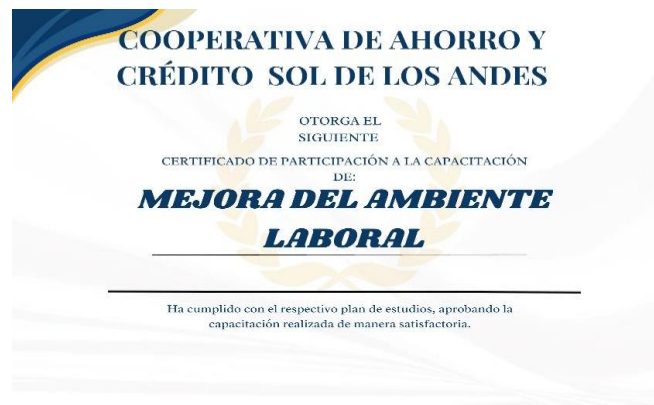 COOPERATIVA DE AHORRO Y
CRÉDITO SOL DE LOS ANDES
OTORGA EL
SIGUIENTE
CERTIFICADO DE PARTICIPACIÓN A LA CAPACITACIÓN
DE:
MEJORA DEL AMBIENTE
LABORAL
Ha cumplido con el respectivo plan de estudios, aprobando la
capacitación realizada de manera satisfactoria.